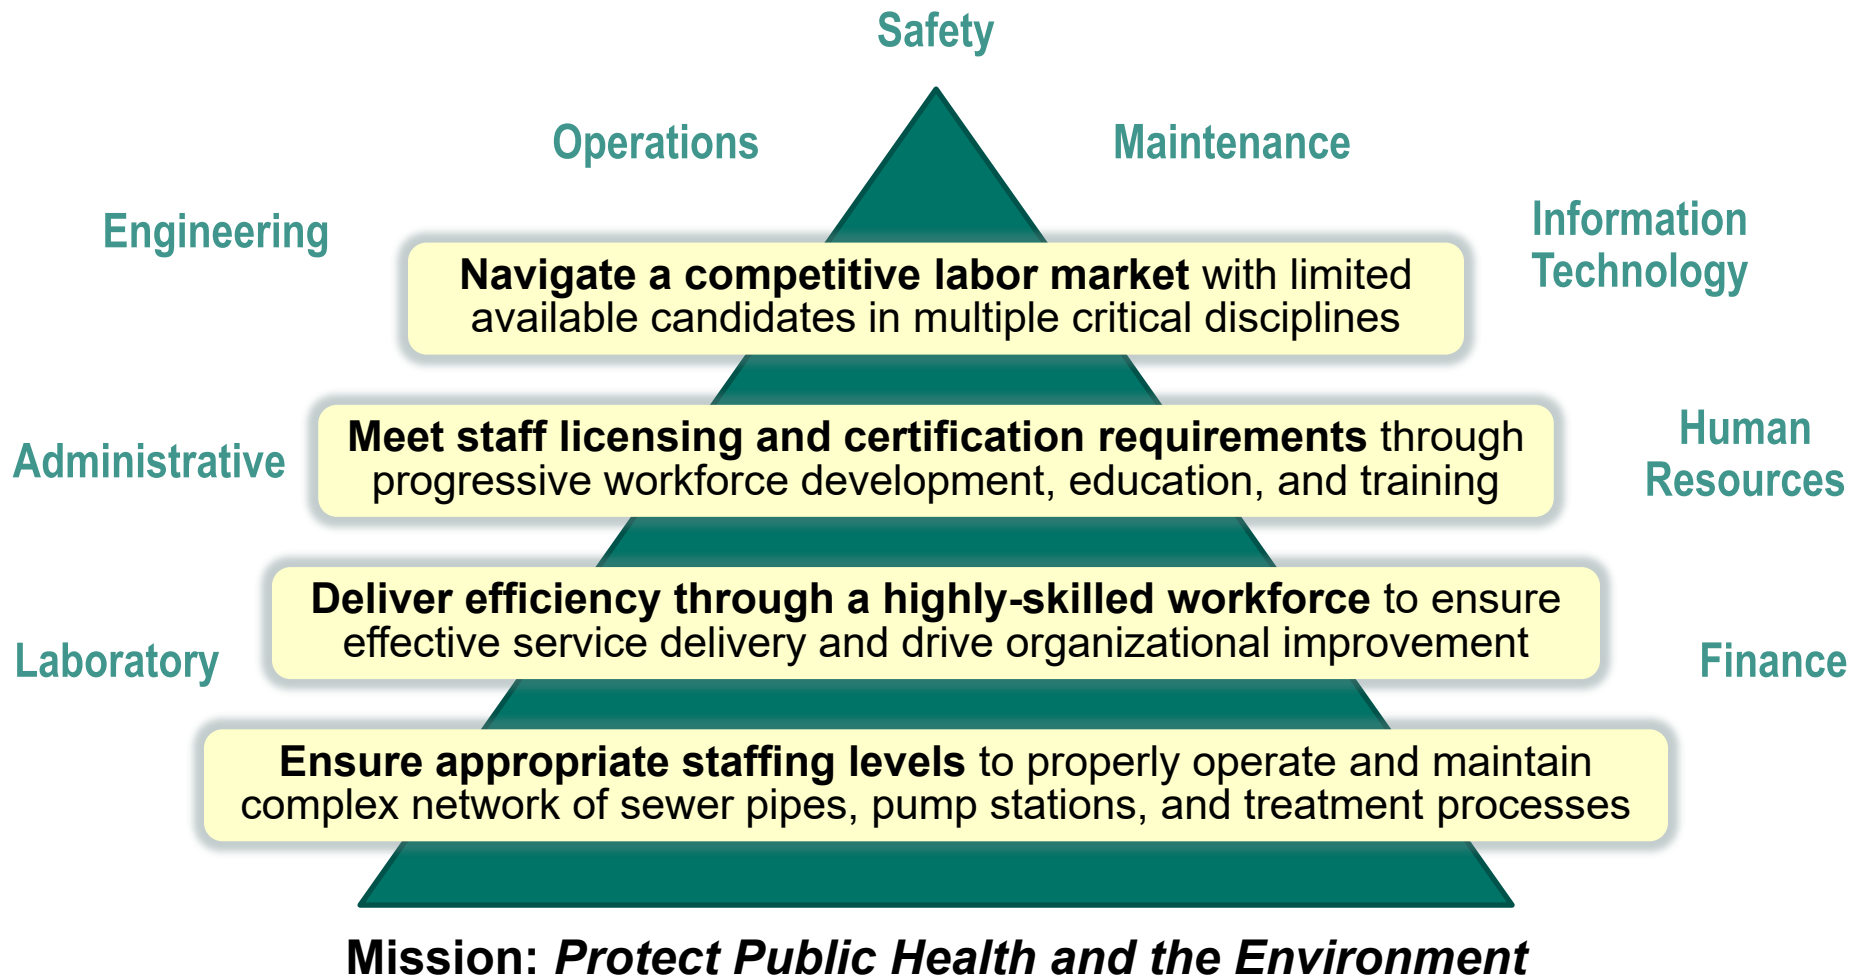 Safety
Operations
Maintenance
Engineering
Information
Technology
Navigate a competitive labor market with limited
available candidates in multiple critical disciplines
Administrative
Human
Resources
Meet staff licensing and certification requirements through
progressive workforce development, education, and training
Laboratory
Finance
Deliver efficiency through a highly-skilled workforce to ensure
effective service delivery and drive organizational improvement
Ensure appropriate staffing levels to properly operate and maintain
complex network of sewer pipes, pump stations, and treatment processes
Mission: Protect Public Health and the Environment